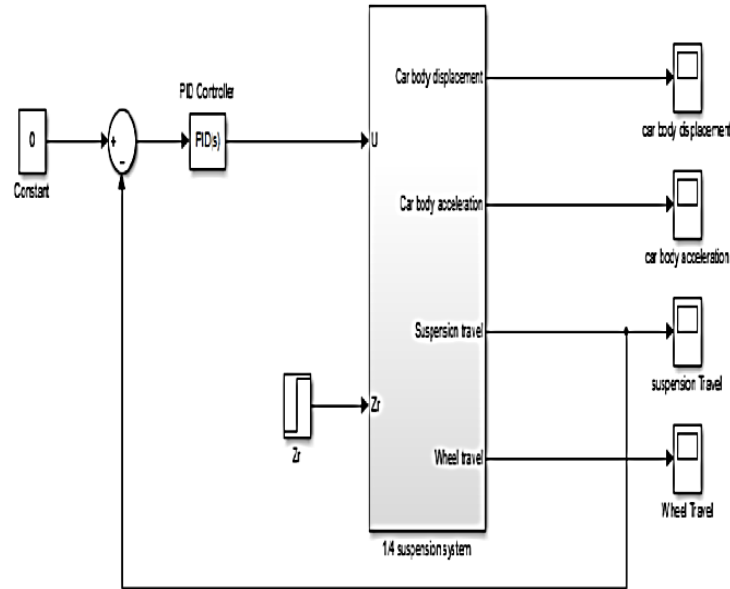 PID Controller
0
+
−
PID(s)
Constant
U
Zr
Zr
Car body displacement
Car body acceleration
Suspension travel
Wheel travel
1/4 suspension system
car body displacement
car body acceleration
suspension Travel
Wheel Travel